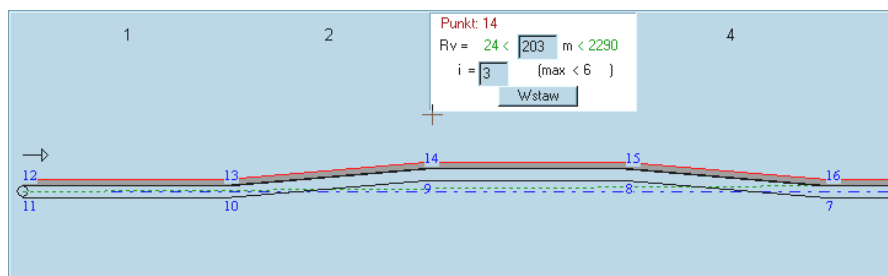 1 2 4
Punkt: 14
Rv = 24 < 203 m < 2290
i = 3 (max < 6 )
Wstaw
12 13 14 15 16
11 10 9 8 7